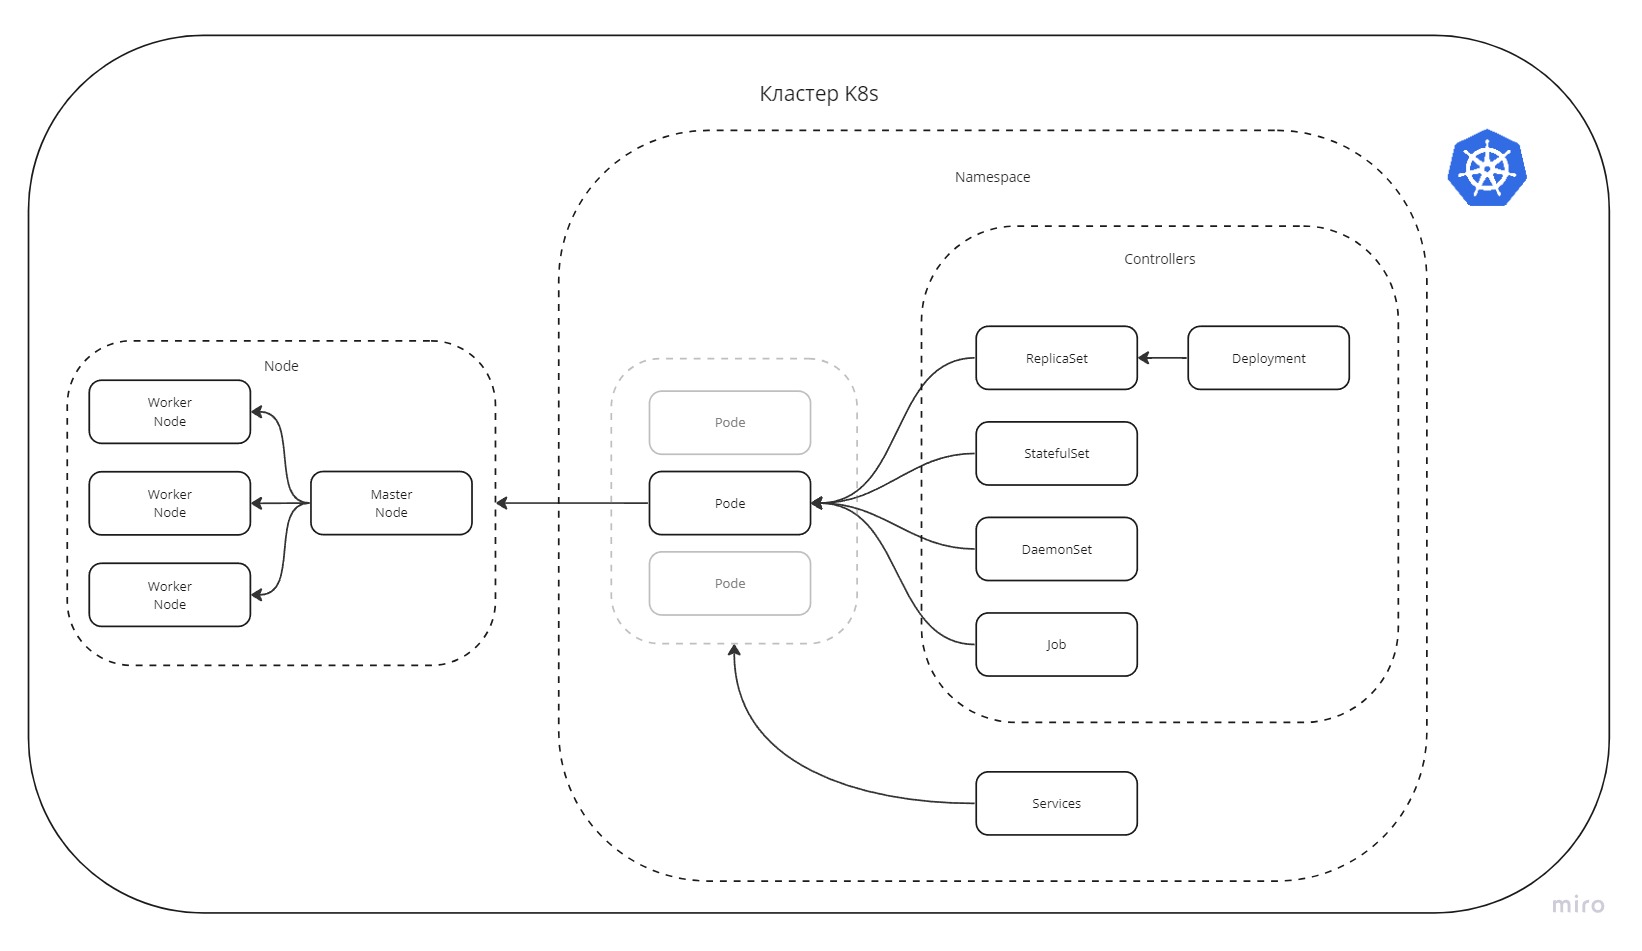 Кластер K8s
Namespace
Controllers
Node
Worker
Node
Worker
Node
Worker
Node
Master
Node
Pode
Pode
Pode
ReplicaSet
Deployment
StatefulSet
DaemonSet
Job
Services
miro